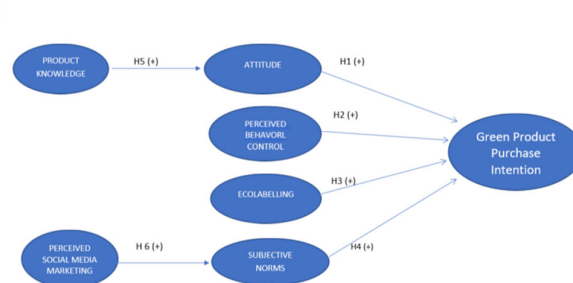 PRODUCT
KNOWLEDGE
H5 (+)
ATTITUDE
H1 (+)
PERCEIVED
BEHAVORL
CONTROL
H2 (+)
Green Product
Purchase
Intention
ECOLABELLING
H3 (+)
PERCEIVED
SOCIAL MEDIA
MARKETING
H 6 (+)
SUBJECTIVE
NORMS
H4 (+)